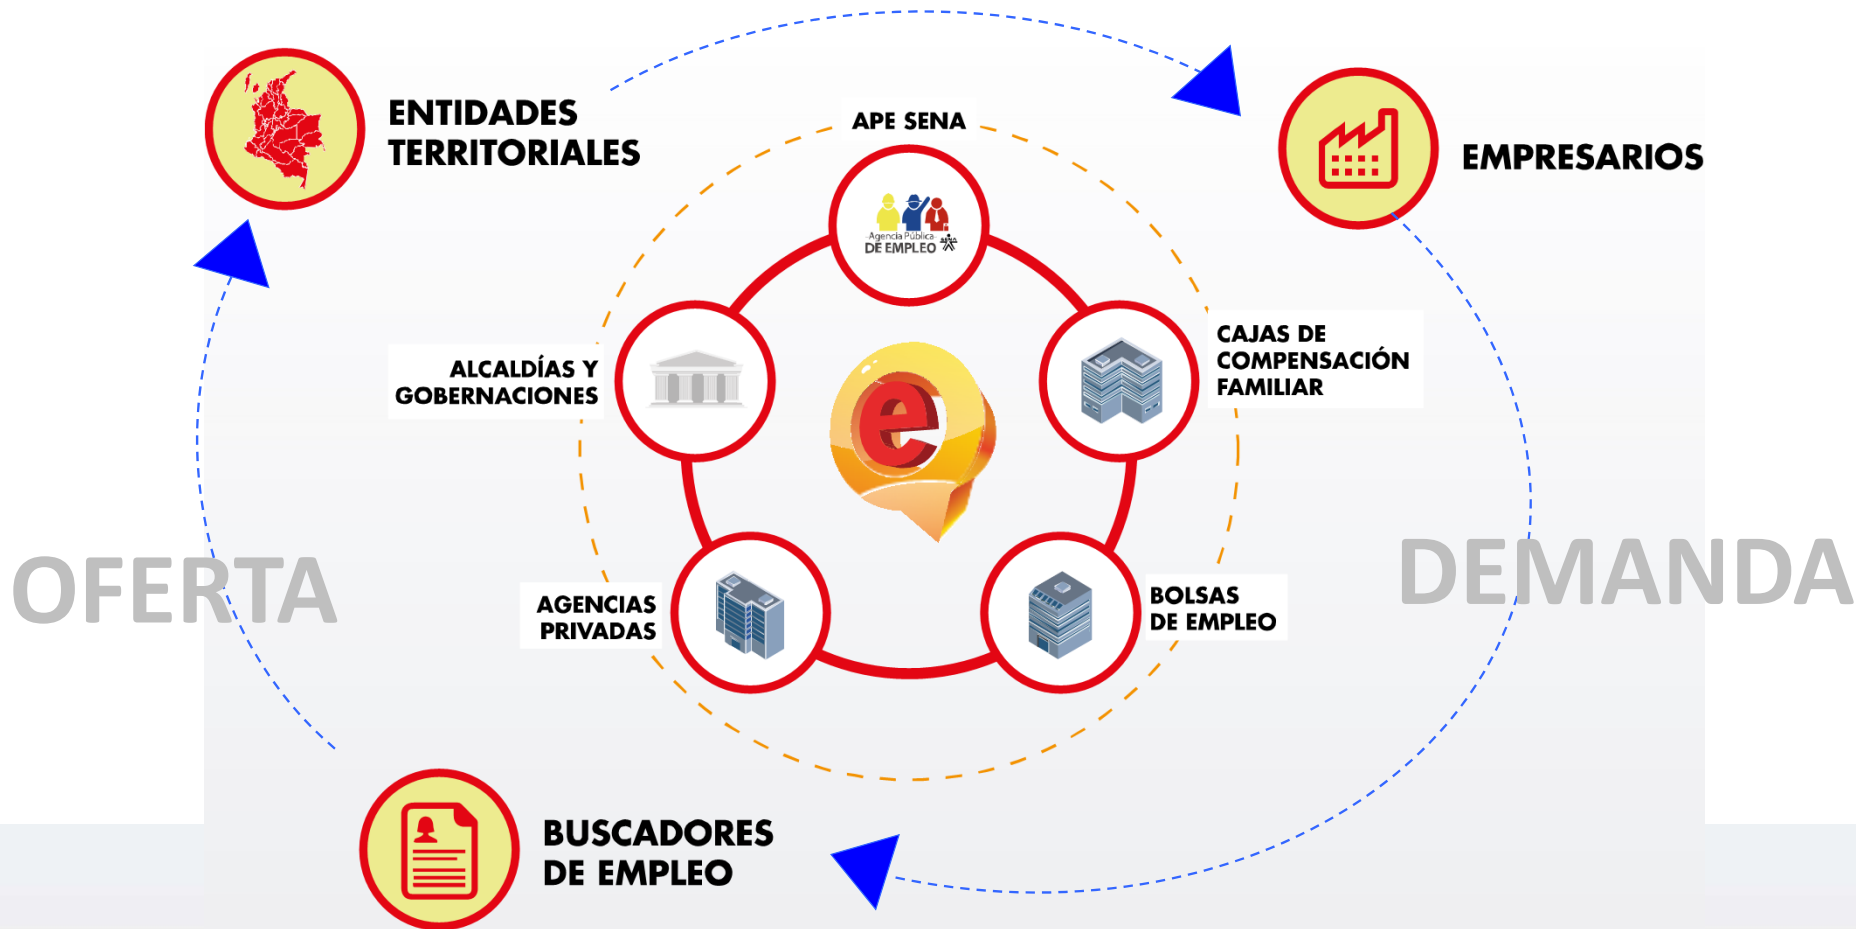 ENTIDADES
TERRITORIALES
APE SENA
EMPRESARIOS
Agencia Pública
DE EMPLEO
ALCALDÍAS Y
GOBERNACIONES
CAJAS DE
COMPENSACIÓN
FAMILIAR
e
OFERTA
DEMANDA
AGENCIAS
PRIVADAS
BOLSAS
DE EMPLEO
BUSCADORES
DE EMPLEO